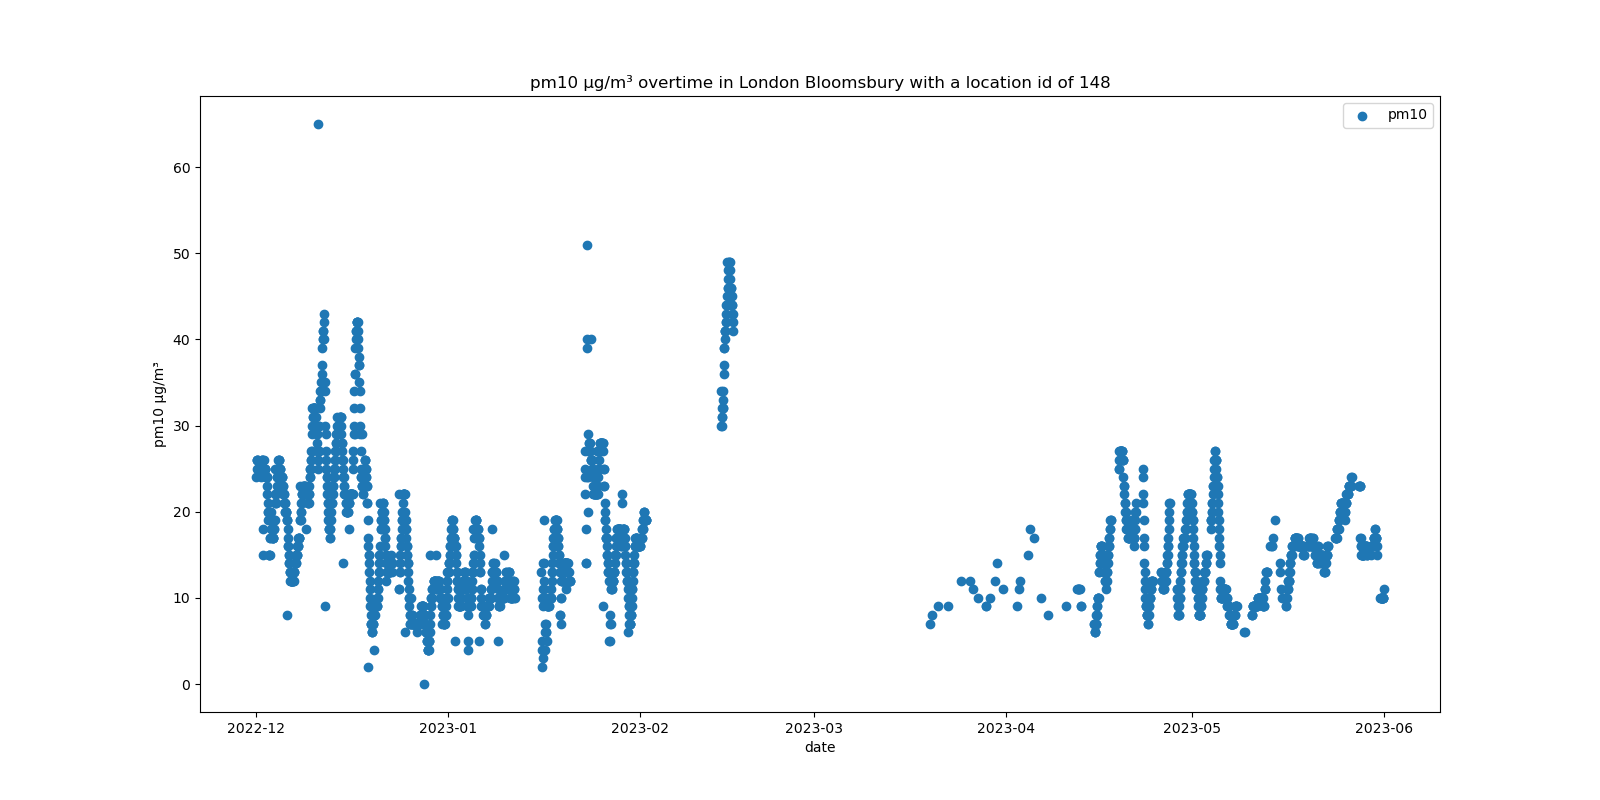 pm10 μg/m³ overtime in London Bloomsbury with a location id of 148
pm10
60
50
40
30
20
10
0
pm10 μg/m³
2022-12 2023-01 2023-02 2023-03 2023-04 2023-05 2023-06
date